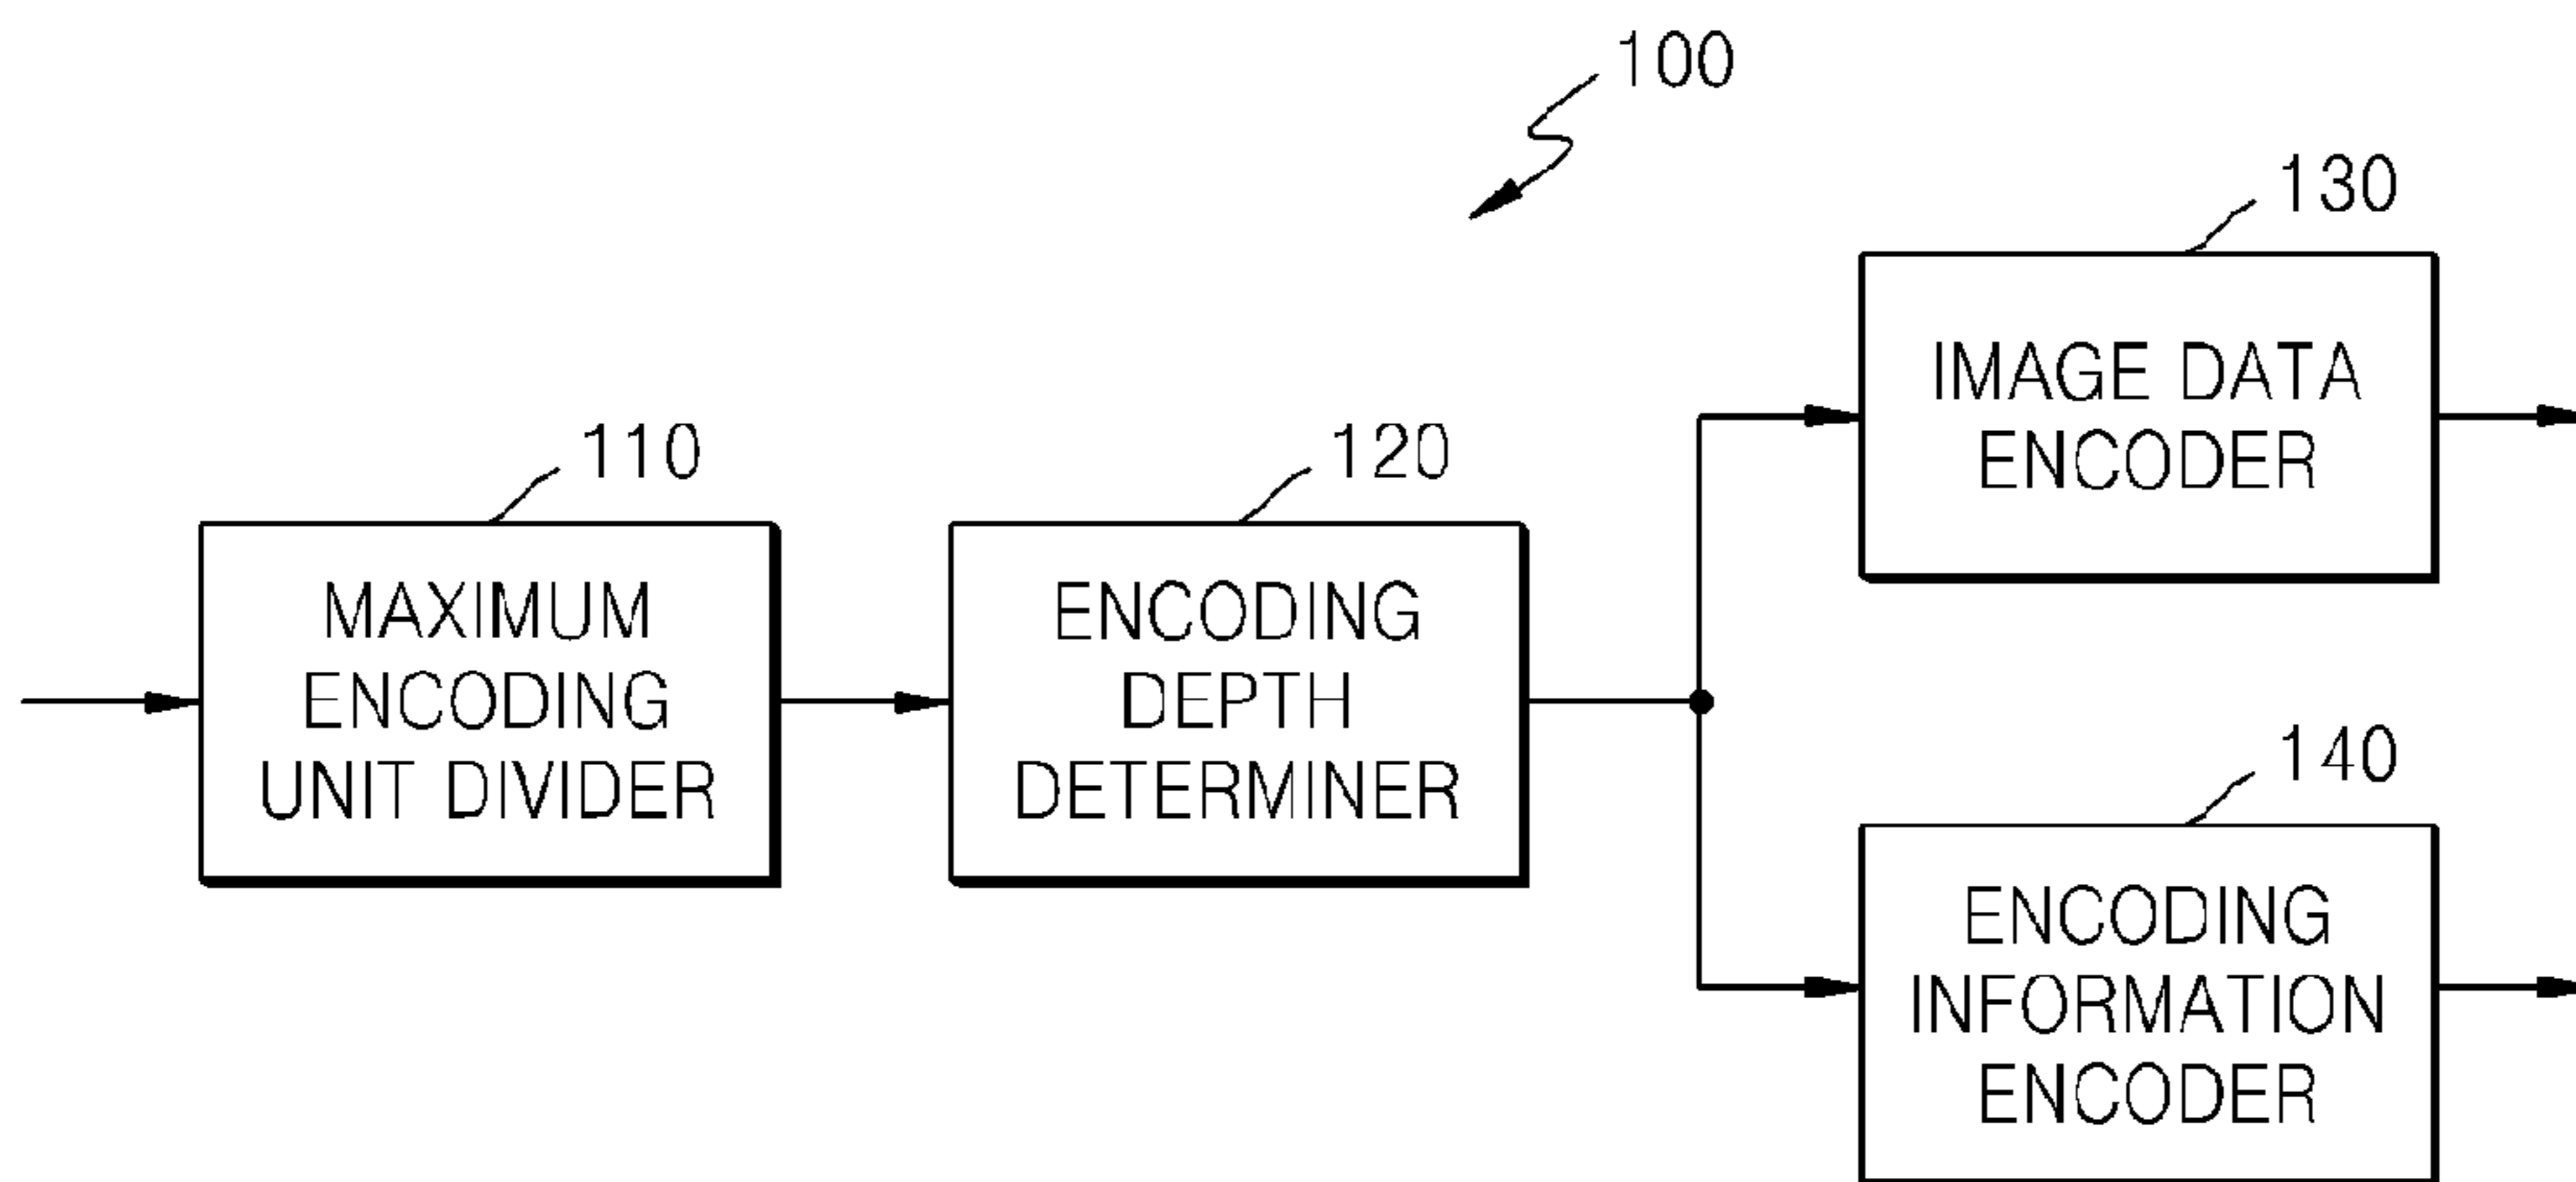 100
110
MAXIMUM
ENCODING
UNIT DIVIDER
120
ENCODING
DEPTH
DETERMINER
130
IMAGE DATA
ENCODER
140
ENCODING
INFORMATION
ENCODER